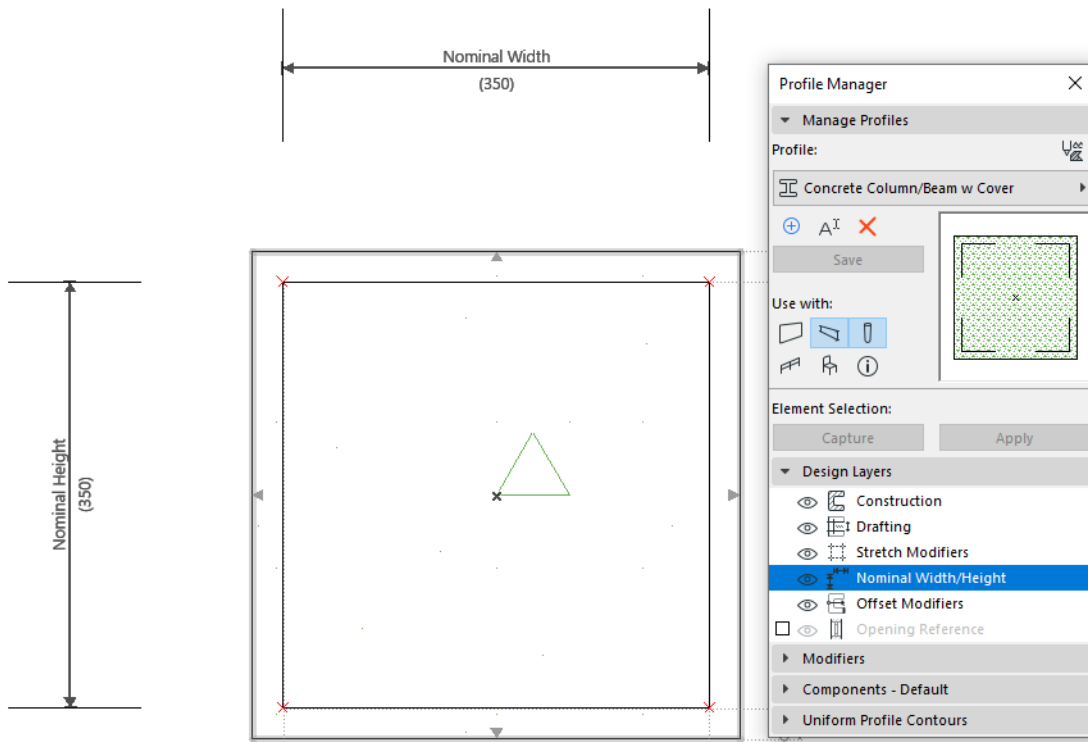 Nominal Width
(350)
Nominal Height
(350)
Profile Manager
Manage Profiles
Profile:
Concrete Column/Beam w Cover
Save
Use with:
Element Selection:
Capture
Apply
Design Layers
Construction
Drafting
Stretch Modifiers
Nominal Width/Height
Offset Modifiers
Opening Reference
Modifiers
Components - Default
Uniform Profile Contours